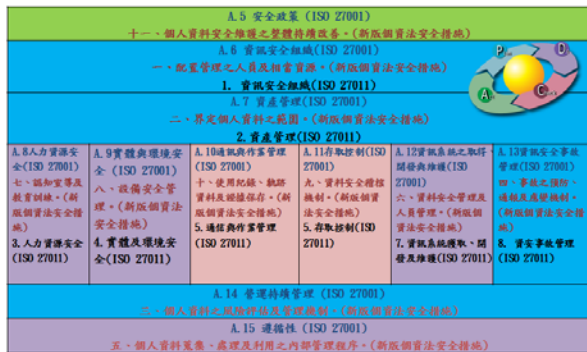 A.5 安全政策 (ISO 27001)
十一、個人資料安全維護之整體持續改善。(新版個資法安全措施)
A.6 資訊安全組織(ISO 27001)
一、配置管理之人員及相當資源。(新版個資法安全措施)
1. 資訊安全組織(ISO 27011)
P
D
A
C
A.7 資產管理(ISO 27001)
二、界定個人資料之範圍。(新版個資法安全措施)
2.資產管理(ISO 27011)
A.8人力資源安
全(ISO 27001)
七、認知宣導及
教育訓練。(新
版個資法安全措施)
3.人力資源安全
(ISO 27011)
A.9實體與環境安
全 (ISO 27001)
八、設備安全管
理。(新版個資法
安全措施)
4.實體及環境安
全(ISO 27011)
A.10通訊與作業管理
(ISO 27001)
十、使用紀錄、軌跡
資料及證據保存。(新
版個資法安全措施)
5.通信與作業管理
(ISO 27011)
A.11存取控制(ISO
27001)
九、資料安全稽核
機制。(新版個資法
安全措施)
5.存取控制(ISO
27011)
A.12資訊系統之取得
開發與維護(ISO
27001)
六、資料安全管理及
人員管理。(新版個
資法安全措施)
7.資訊系統獲取、開
發及維護(ISO 27011)
A.13資訊安全事故
管理(ISO 27001)
四、事故之預防、
通報及應變機制。
(新版個資法安全措施)
8. 資安事故管理
(ISO 27011)
A.14 營運持續管理 (ISO 27001)
三、個人資料之風險評估及管理機制。(新版個資法安全措施)
A.15 遵循性 (ISO 27001)
五、個人資料蒐集、處理及利用之內部管理程序。(新版個資法安全措施)